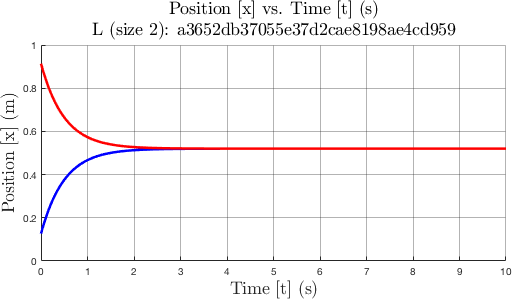 Position [x] vs. Time [t] (s)
L (size 2): a3652db37055e37d2cae8198ae4cd959
Position [x] (m)
1
0.8
0.6
0.4
0.2
0
0 1 2 3 4 5 6 7 8 9 10
Time [t] (s)